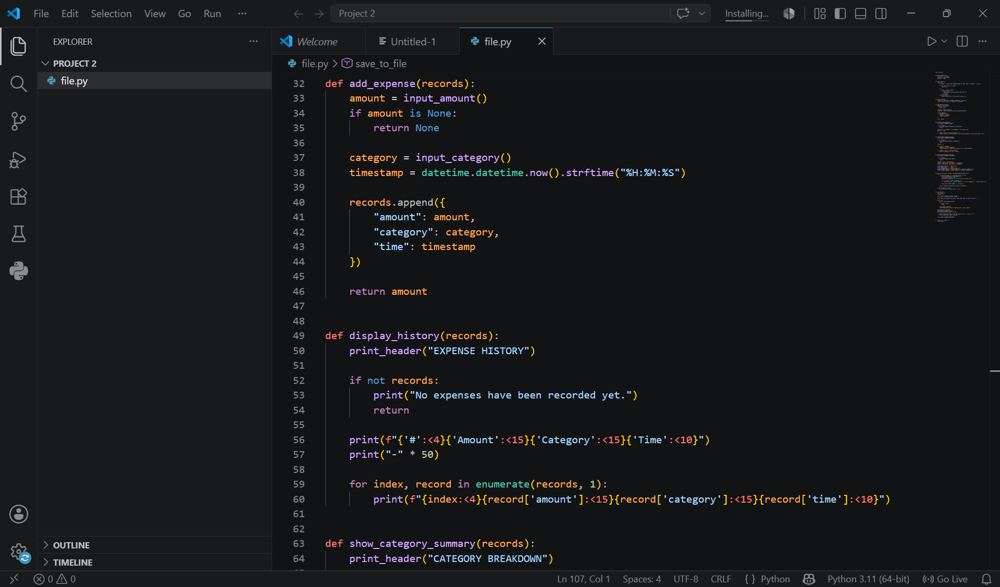 File Edit Selection View Go Run ···
Project 2
Installing...
EXPLORER ···
PROJECT 2
file.py
OUTLINE
TIMELINE
Welcome
Untitled-1
file.py
file.py > save_to_file
32 def add_expense(records):
33     amount = input_amount()
34     if amount is None:
35         return None
36
37     category = input_category()
38     timestamp = datetime.datetime.now().strftime("%H:%M:%S")
39
40     records.append({
41         "amount": amount,
42         "category": category,
43         "time": timestamp
44     })
45
46     return amount
47
48
49 def display_history(records):
50     print_header("EXPENSE HISTORY")
51
52     if not records:
53         print("No expenses have been recorded yet.")
54         return
55
56     print(f"{'#':<4}{'Amount':<15}{'Category':<15}{'Time':<10}")
57     print("-" * 50)
58
59     for index, record in enumerate(records, 1):
60         print(f"{index:<4}{record['amount']:<15}{record['category']:<15}{record['time']:<10}")
61
62
63 def show_category_summary(records):
64     print_header("CATEGORY BREAKDOWN")
0 0
Ln 107, Col 1 Spaces: 4 UTF-8 CRLF { } Python Python 3.11 (64-bit) Go Live